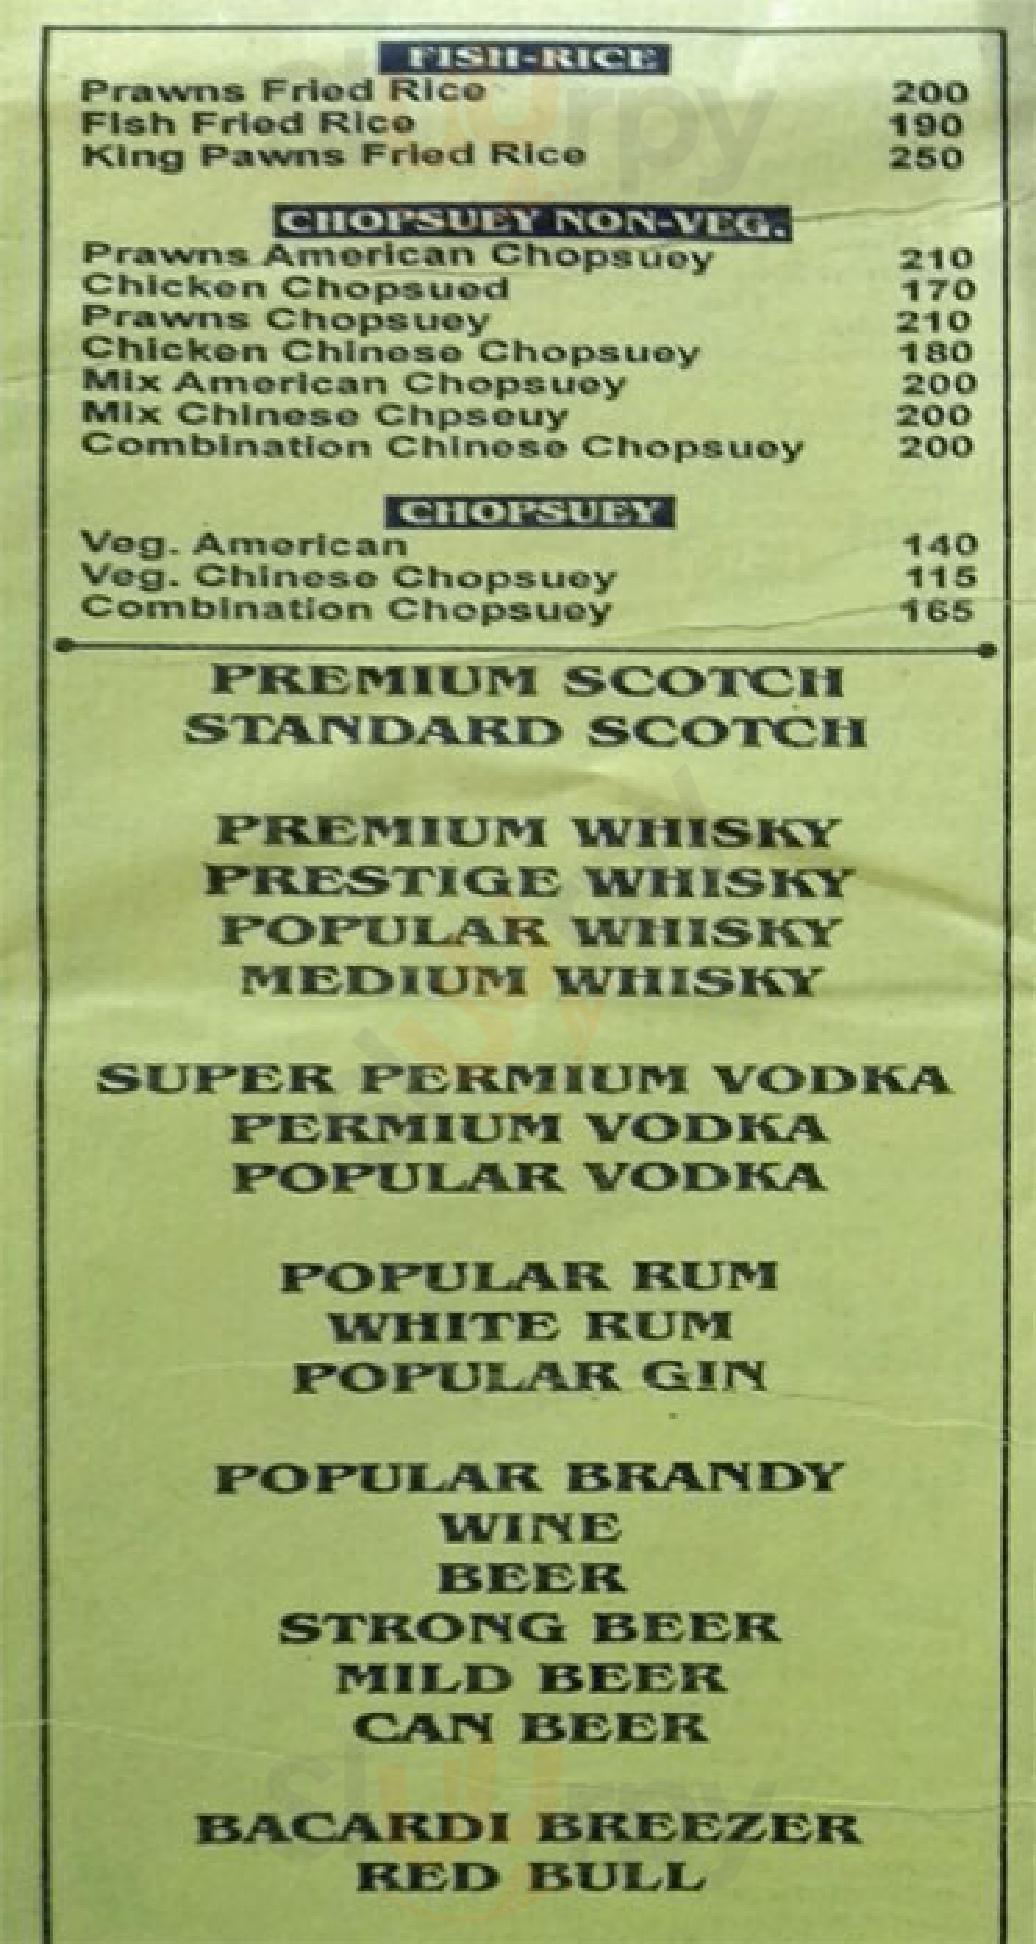 FISH-RICE
Prawns Fried Rice 200
Fish Fried Rice 190
King Pawns Fried Rice 250
CHOPSUEY NON-VEG.
Prawns American Chopsuey 210
Chicken Chopsued 170
Prawns Chopsuey 210
Chicken Chinese Chopsuey 180
Mix American Chopsuey 200
Mix Chinese Chpseuy 200
Combination Chinese Chopsuey 200
CHOPSUEY
Veg. American 140
Veg. Chinese Chopsuey 115
Combination Chopsuey 165
PREMIUM SCOTCH
STANDARD SCOTCH
PREMIUM WHISKY
PRESTIGE WHISKY
POPULAR WHISKY
MEDIUM WHISKY
SUPER PERMIUM VODKA
PERMIUM VODKA
POPULAR VODKA
POPULAR RUM
WHITE RUM
POPULAR GIN
POPULAR BRANDY
WINE
BEER
STRONG BEER
MILD BEER
CAN BEER
BACARDI BREEZER
RED BULL
slurrpy
slurrpy
slurrpy